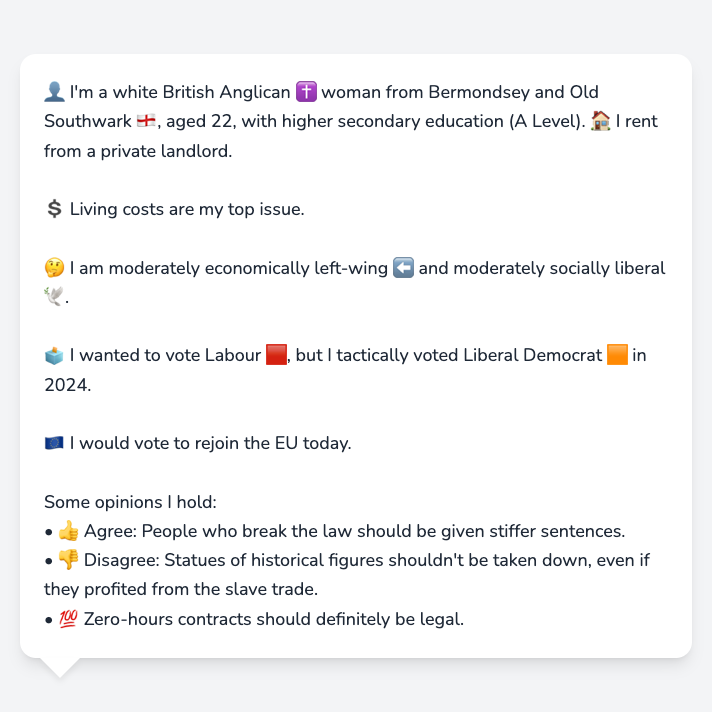 👤 I'm a white British Anglican ✝️ woman from Bermondsey and Old
Southwark 🏴󠁧󠁢󠁥󠁮󠁧󠁿, aged 22, with higher secondary education (A Level). 🏠 I rent
from a private landlord.
💲 Living costs are my top issue.
🤔 I am moderately economically left-wing ⬅️ and moderately socially liberal
🕊️.
🗳️ I wanted to vote Labour 🟥, but I tactically voted Liberal Democrat 🟧 in
2024.
🇪🇺 I would vote to rejoin the EU today.
Some opinions I hold:
• 👍 Agree: People who break the law should be given stiffer sentences.
• 👎 Disagree: Statues of historical figures shouldn't be taken down, even if
they profited from the slave trade.
• 💯 Zero-hours contracts should definitely be legal.